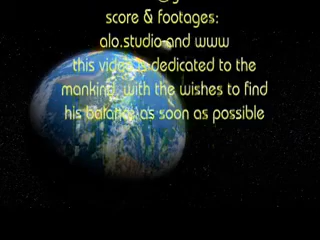 score & footages:
alo.studio and www
this video is dedicated to the
mankind, with the wishes to find
his balance as soon as possible